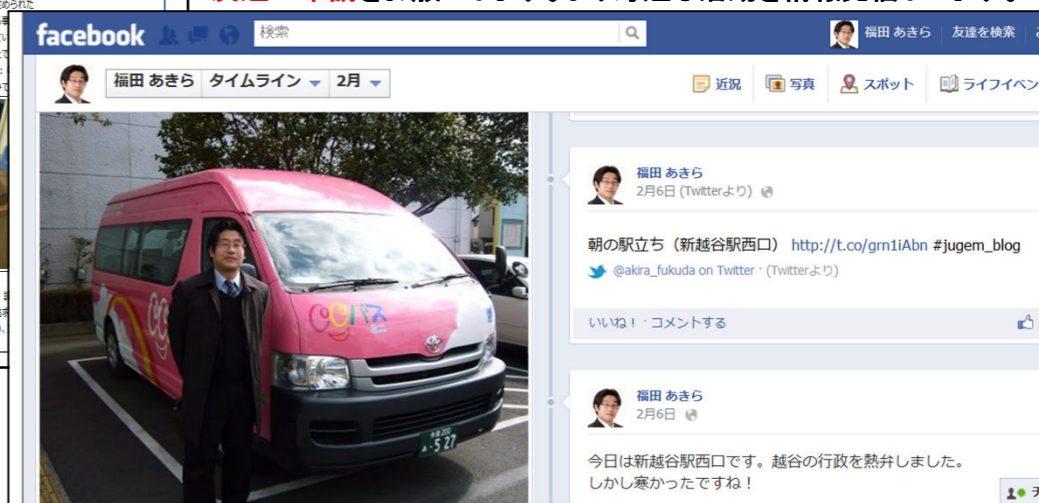 facebook
検索
福田 あきら 友達を検索
福田 あきら タイムライン 2月
近況 写真 スポット ライフイベン
福田 あきら
2月6日 (Twitterより)
朝の駅立ち（新越谷駅西口） http://t.co/grn1iAbn #jugem_blog
@akira_fukuda on Twitter · (Twitterより)
いいね！ · コメントする
福田 あきら
2月6日
今日は新越谷駅西口です。越谷の行政を熱弁しました。
しかし寒かったですね！
ccバス
・527